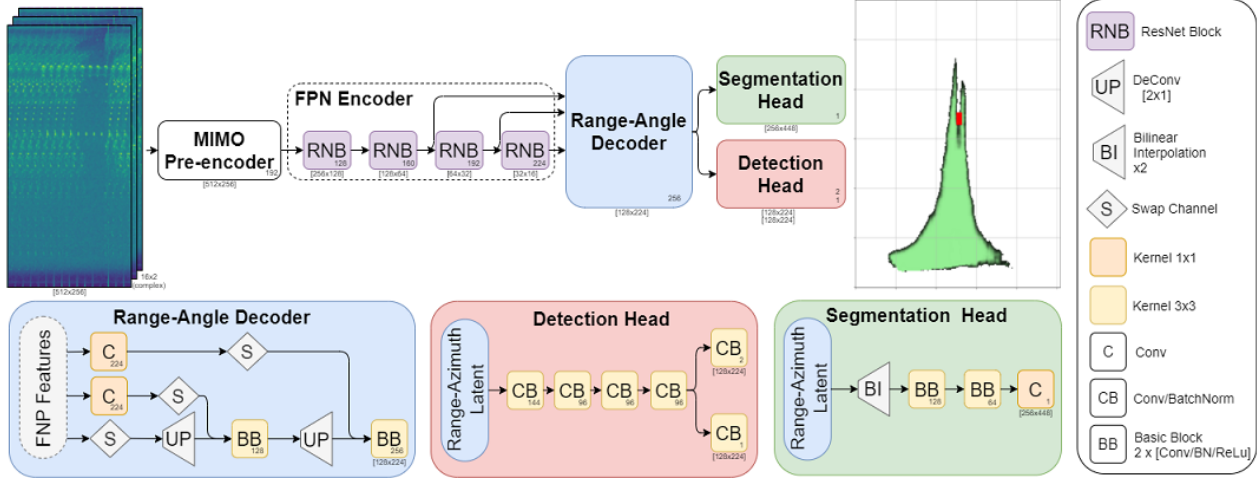 16x2
(complex)
[512x256]
MIMO
Pre-encoder
192
[512x256]
FPN Encoder
RNB
128
[256x128]
RNB
160
[128x64]
RNB
192
[64x32]
RNB
224
[32x16]
Range-Angle
Decoder
256
[128x224]
Segmentation
Head
1
[256x448]
Detection
Head
2
1
[128x224]
[128x224]
Range-Angle Decoder
FNP Features
C
224
S
C
224
S
S
UP
BB
128
UP
BB
256
[128x224]
Detection Head
Range-Azimuth
Latent
CB
144
CB
96
CB
96
CB
96
CB
2
[128x224]
CB
1
[128x224]
Segmentation Head
Range-Azimuth
Latent
BI
BB
128
BB
64
C
1
[256x448]
RNB
ResNet Block
UP
DeConv
[2x1]
BI
Bilinear
Interpolation
x2
S
Swap Channel
Kernel 1x1
Kernel 3x3
C
Conv
CB
Conv/BatchNorm
BB
Basic Block
2 x [Conv/BN/ReLu]